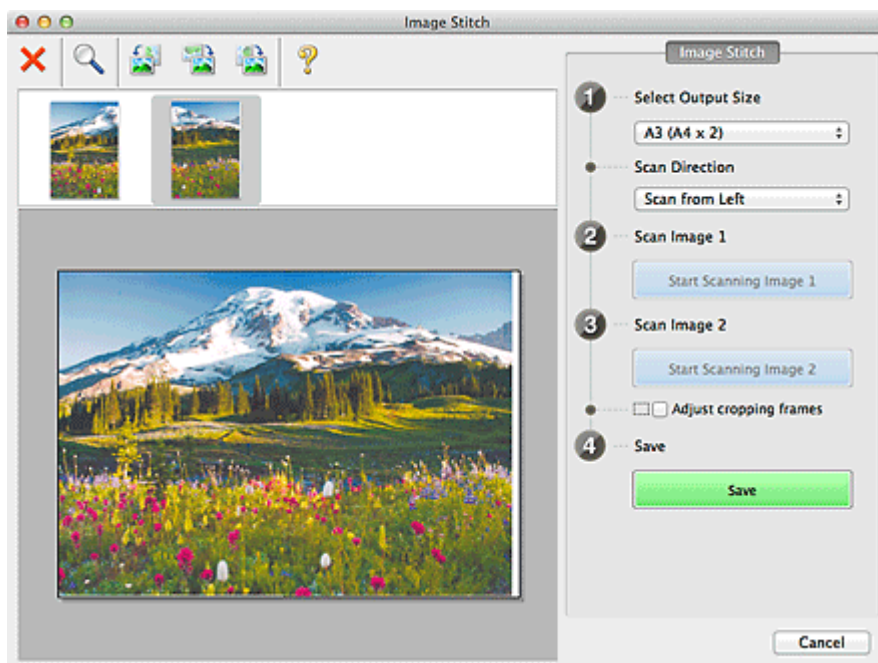 Image Stitch
?
Image Stitch
1 Select Output Size
A3 (A4 x 2)
Scan Direction
Scan from Left
2 Scan Image 1
Start Scanning Image 1
3 Scan Image 2
Start Scanning Image 2
Adjust cropping frames
4 Save
Save
Cancel